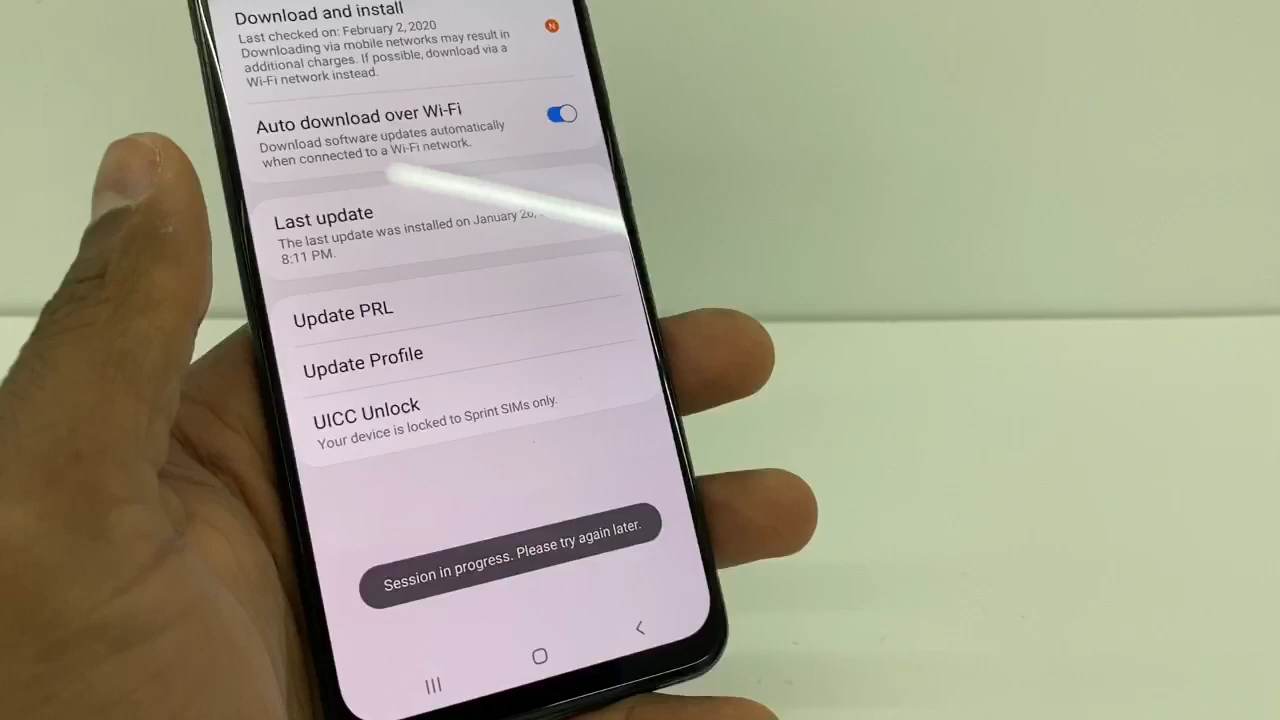 Download and install
Last checked on: February 2, 2020
Downloading via mobile networks may result in
additional charges. If possible, download via a
Wi-Fi network instead.
N
Auto download over Wi-Fi
Download software updates automatically
when connected to a Wi-Fi network.
Last update
The last update was installed on January
8:11 PM.
Update PRL
Update Profile
UICC Unlock
Your device is locked to Sprint SIMs only.
Session in progress. Please try again later.